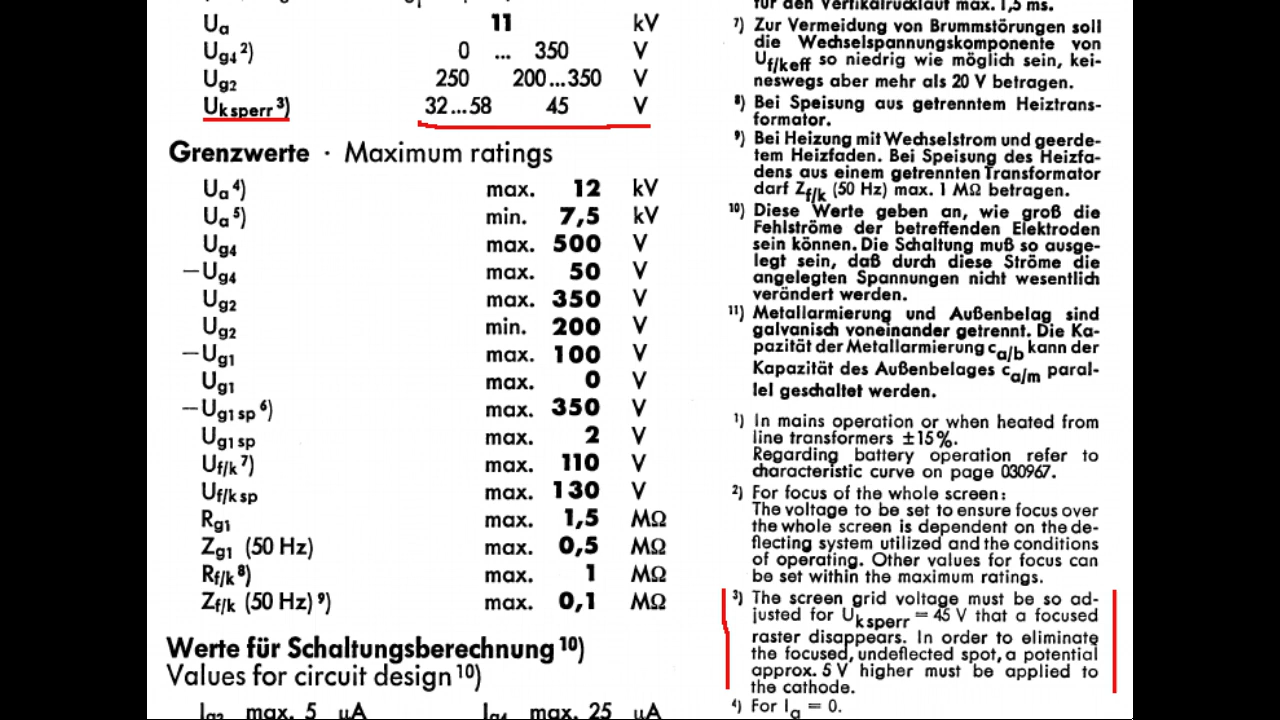 Ua 11 kV
Ug4 2) 0 ... 350 V
Ug2 250 200...350 V
Uk sperr 3) 32...58 45 V
Grenzwerte · Maximum ratings
Ua 4) max. 12 kV
Ua 5) min. 7,5 kV
Ug4 max. 500 V
−Ug4 max. 50 V
Ug2 max. 350 V
Ug2 min. 200 V
−Ug1 max. 100 V
Ug1 max. 0 V
−Ug1 sp 6) max. 350 V
Ug1 sp max. 2 V
Uf/k 7) max. 110 V
Uf/k sp max. 130 V
Rg1 max. 1,5 MΩ
Zg1 (50 Hz) max. 0,5 MΩ
Rf/k 8) max. 1 MΩ
Zf/k (50 Hz) 9) max. 0,1 MΩ
Werte für Schaltungsberechnung 10)
Values for circuit design 10)
Ig2 max. 5 µA Ig4 max. 25 µA
für den Vertikalrücklauf max. 1,5 ms.
7) Zur Vermeidung von Brummstörungen soll
die Wechselspannungskomponente von
Uf/keff so niedrig wie möglich sein, kei-
neswegs aber mehr als 20 V betragen.
8) Bei Speisung aus getrenntem Heiztrans-
formator.
9) Bei Heizung mit Wechselstrom und geerde-
tem Heizfaden. Bei Speisung des Heizfa-
dens aus einem getrennten Transformator
darf Zf/k (50 Hz) max. 1 MΩ betragen.
10) Diese Werte geben an, wie groß die
Fehlströme der betreffenden Elektroden
sein können. Die Schaltung muß so ausge-
legt sein, daß durch diese Ströme die
angelegten Spannungen nicht wesentlich
verändert werden.
11) Metallarmierung und Außenbelag sind
galvanisch voneinander getrennt. Die Ka-
pazität der Metallarmierung ca/b kann der
Kapazität des Außenbelages ca/m paral-
lel geschaltet werden.
1) In mains operation or when heated from
line transformers ±15%.
Regarding battery operation refer to
characteristic curve on page 030967.
2) For focus of the whole screen:
The voltage to be set to ensure focus over
the whole screen is dependent on the de-
flecting system utilized and the conditions
of operating. Other values for focus can
be set within the maximum ratings.
3) The screen grid voltage must be so ad-
justed for Uk sperr = 45 V that a focused
raster disappears. In order to eliminate
the focused, undeflected spot, a potential
approx. 5 V higher must be applied to
the cathode.
4) For Ia = 0.